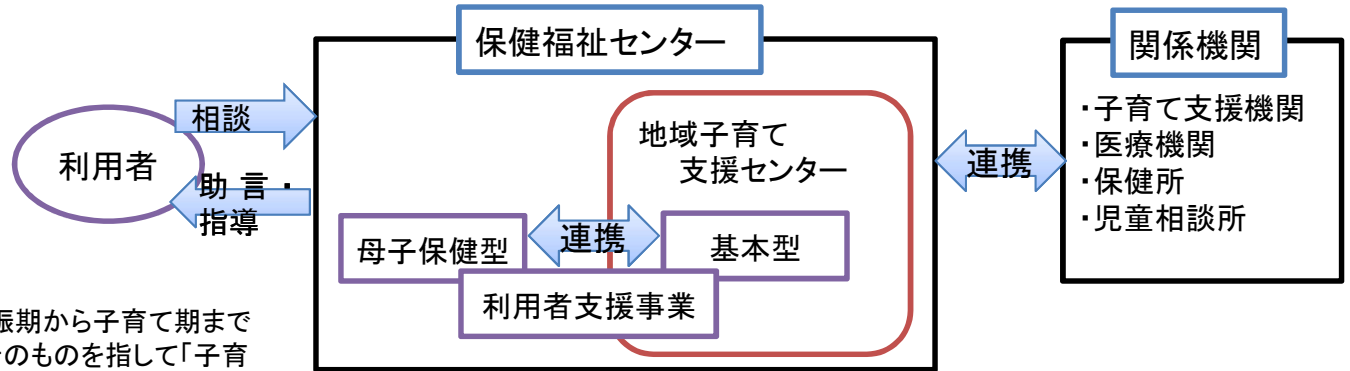 保健福祉センター
関係機関
相談
利用者
助 言 ・
指導
地域子育て
支援センター
連携
母子保健型
基本型
利用者支援事業
連携
・子育て支援機関
・医療機関
・保健所
・児童相談所
娠期から子育て期まで
のものを指して「子育